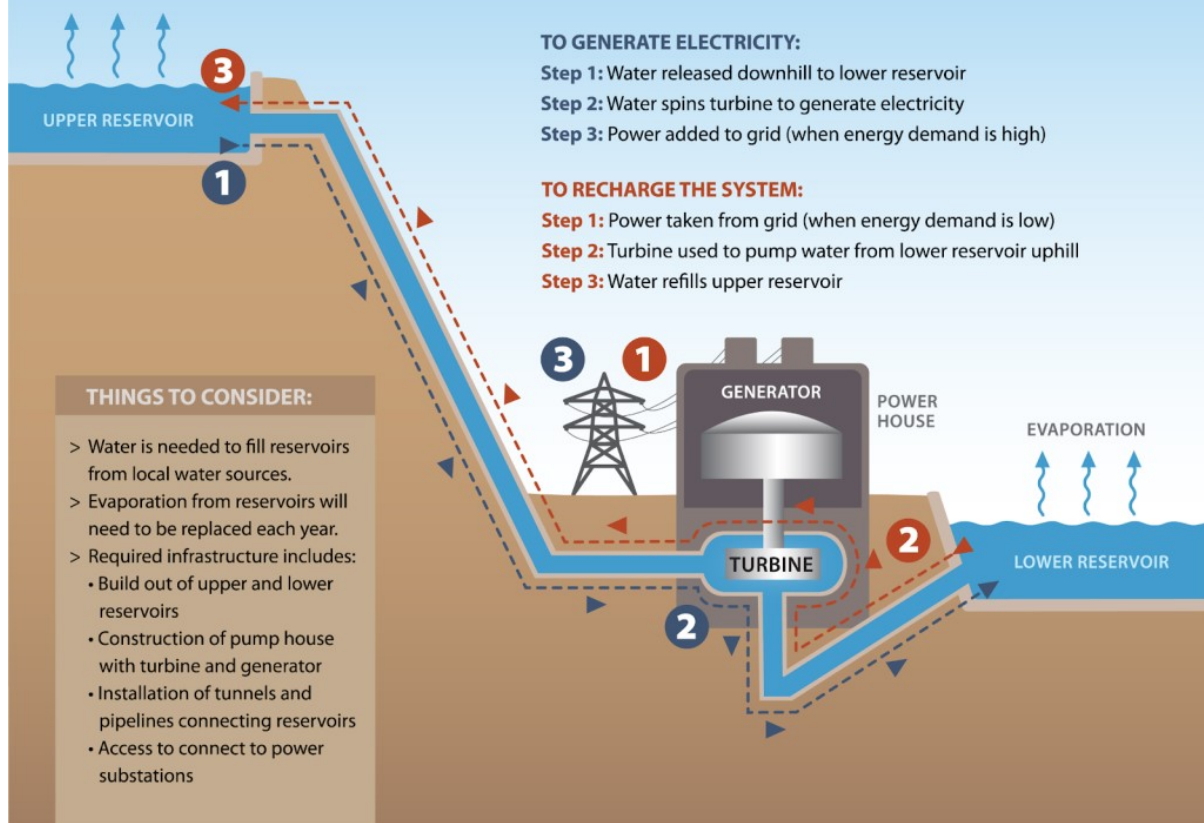 TO GENERATE ELECTRICITY:
Step 1: Water released downhill to lower reservoir
Step 2: Water spins turbine to generate electricity
Step 3: Power added to grid (when energy demand is high)
TO RECHARGE THE SYSTEM:
Step 1: Power taken from grid (when energy demand is low)
Step 2: Turbine used to pump water from lower reservoir uphill
Step 3: Water refills upper reservoir
3
UPPER RESERVOIR
1
3
1
GENERATOR
POWER
HOUSE
EVAPORATION
TURBINE
2
LOWER RESERVOIR
2
THINGS TO CONSIDER:
> Water is needed to fill reservoirs
from local water sources.
> Evaporation from reservoirs will
need to be replaced each year.
> Required infrastructure includes:
• Build out of upper and lower
reservoirs
• Construction of pump house
with turbine and generator
• Installation of tunnels and
pipelines connecting reservoirs
• Access to connect to power
substations